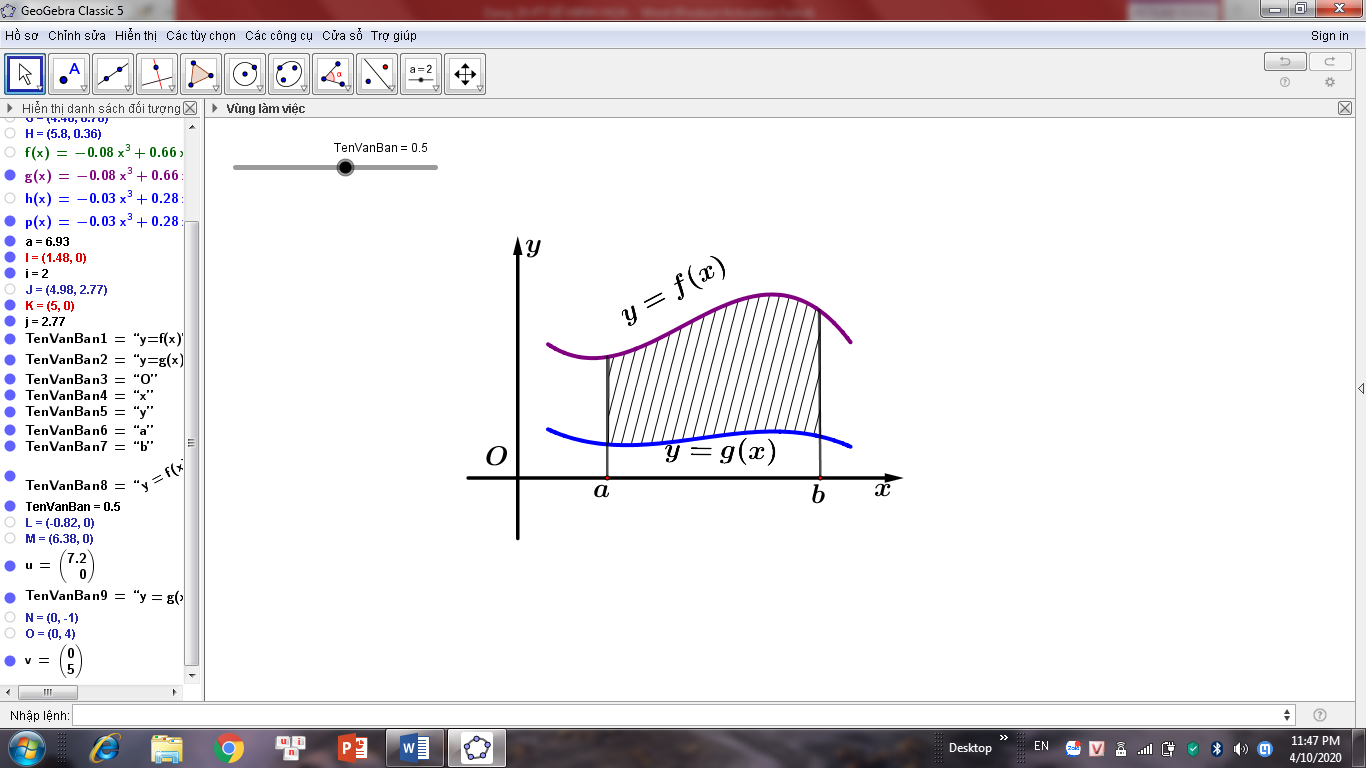 GeoGebra Classic 5
Hồ sơ Chỉnh sửa Hiển thị Các tùy chọn Các công cụ Cửa sổ Trợ giúp Sign in
A α a = 2
Hiển thị danh sách đối tượng
Vùng làm việc
H = (5.8, 0.36)
f(x) = −0.08 x³ + 0.66 x
g(x) = −0.08 x³ + 0.66
h(x) = −0.03 x³ + 0.28
p(x) = −0.03 x³ + 0.28
a = 6.93
I = (1.48, 0)
i = 2
J = (4.98, 2.77)
K = (5, 0)
j = 2.77
TenVanBan1 = “y=f(x)”
TenVanBan2 = “y=g(x)
TenVanBan3 = “O”
TenVanBan4 = “x”
TenVanBan5 = “y”
TenVanBan6 = “a”
TenVanBan7 = “b”
TenVanBan8 = “y = f(x
TenVanBan = 0.5
L = (-0.82, 0)
M = (6.38, 0)
u = (7.2
0)
TenVanBan9 = “y = g(x
N = (0, -1)
O = (0, 4)
v = (0
5)
TenVanBan = 0.5
y
y = f(x)
y = g(x)
O
a b x
Nhập lệnh:
Desktop EN 11:47 PM
4/10/2020